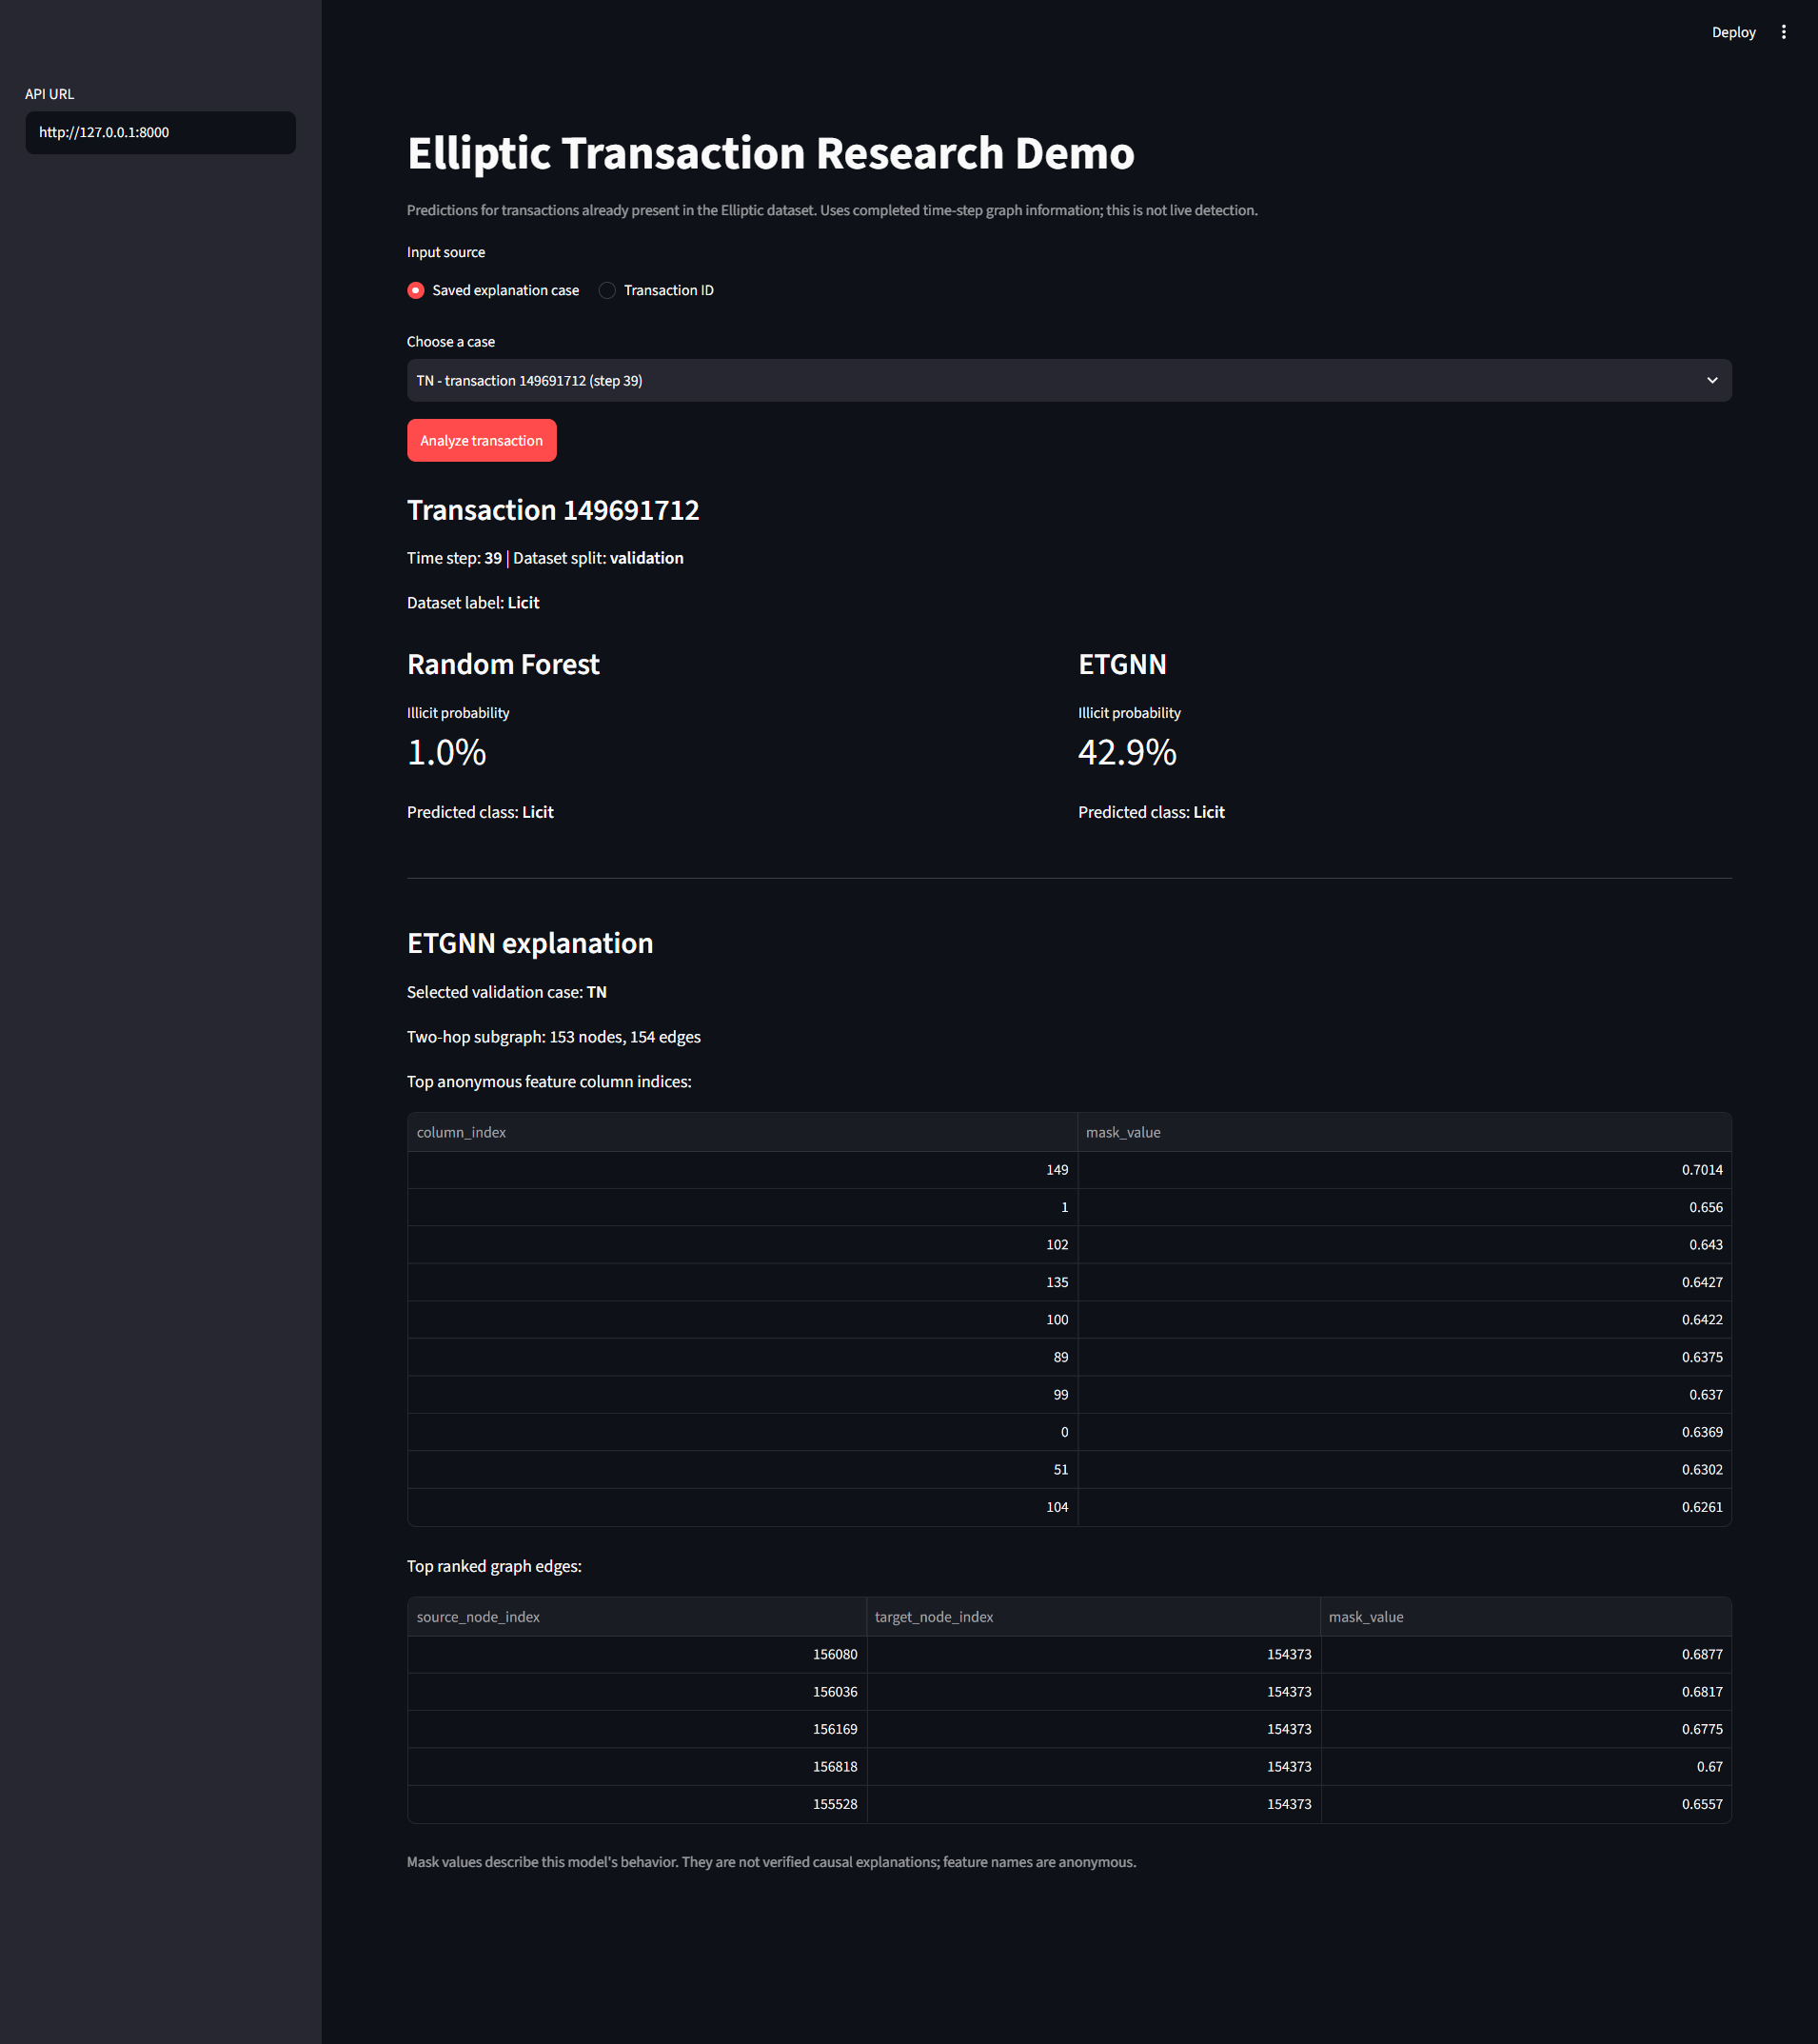 Deploy
API URL
http://127.0.0.1:8000
Elliptic Transaction Research Demo
Predictions for transactions already present in the Elliptic dataset. Uses completed time-step graph information; this is not live detection.
Input source
Saved explanation case Transaction ID
Choose a case
TN - transaction 149691712 (step 39)
Analyze transaction
Transaction 149691712
Time step: 39 | Dataset split: validation
Dataset label: Licit
Random Forest
Illicit probability
1.0%
Predicted class: Licit
ETGNN
Illicit probability
42.9%
Predicted class: Licit
ETGNN explanation
Selected validation case: TN
Two-hop subgraph: 153 nodes, 154 edges
Top anonymous feature column indices:
column_index mask_value
149 0.7014
1 0.656
102 0.643
135 0.6427
100 0.6422
89 0.6375
99 0.637
0 0.6369
51 0.6302
104 0.6261
Top ranked graph edges:
source_node_index target_node_index mask_value
156080 154373 0.6877
156036 154373 0.6817
156169 154373 0.6775
156818 154373 0.67
155528 154373 0.6557
Mask values describe this model's behavior. They are not verified causal explanations; feature names are anonymous.